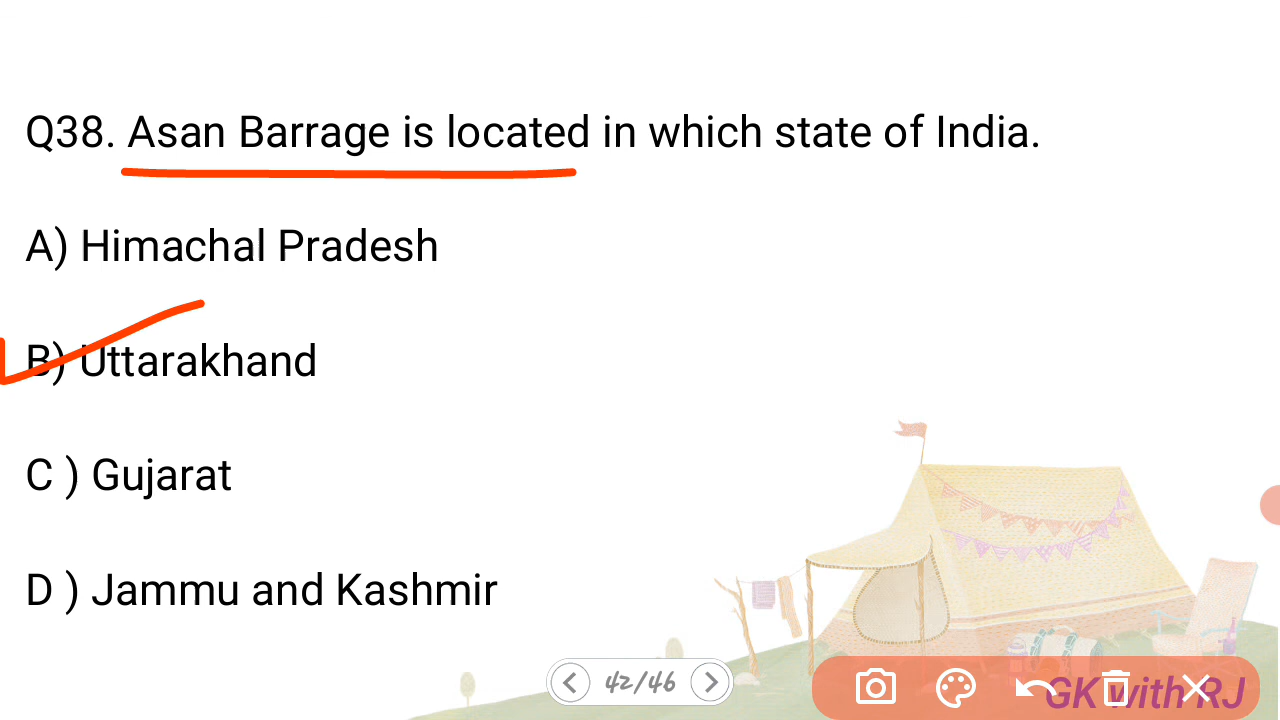 Q38. Asan Barrage is located in which state of India.
A) Himachal Pradesh
B) Uttarakhand
C ) Gujarat
D ) Jammu and Kashmir
42/46
GK with RJ